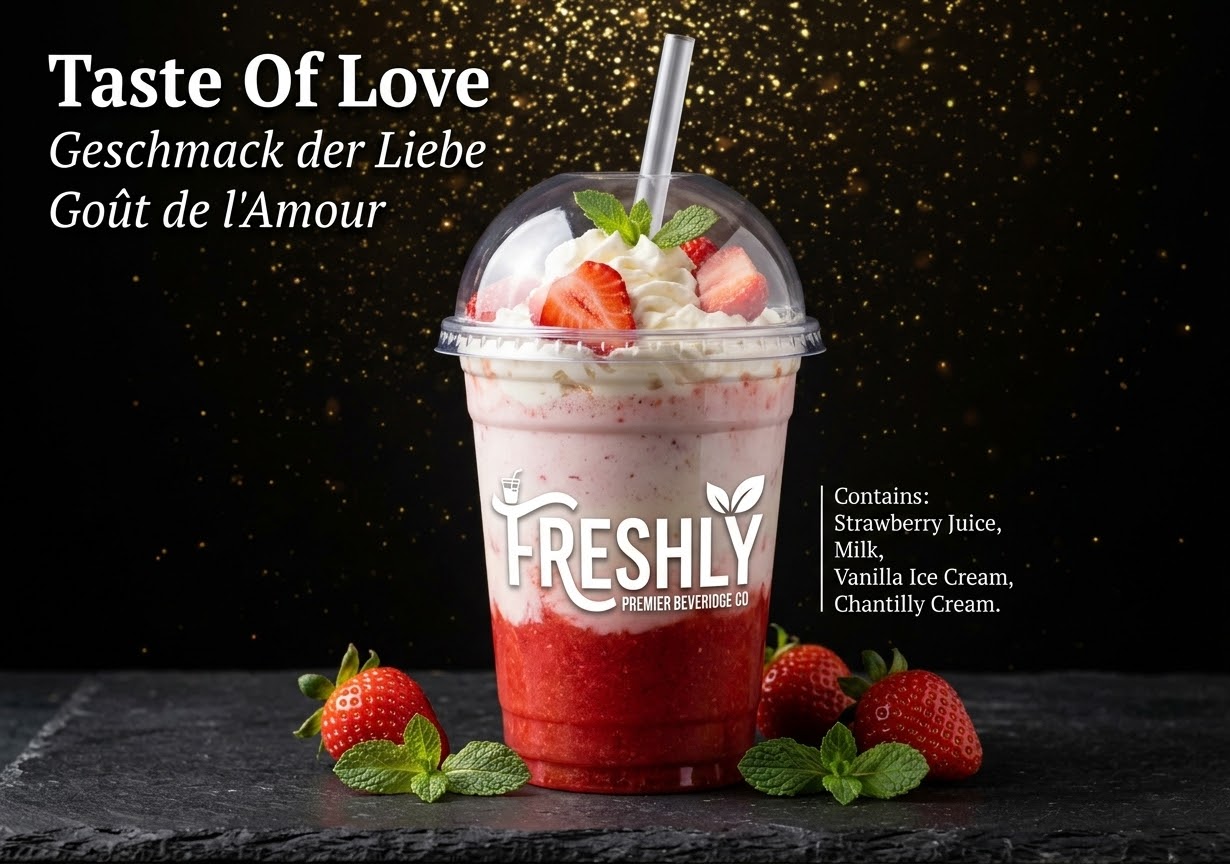 Taste Of Love
Geschmack der Liebe
Goût de l'Amour
FRESHLY
PREMIER BEVERIDGE CO
Contains:
Strawberry Juice,
Milk,
Vanilla Ice Cream,
Chantilly Cream.